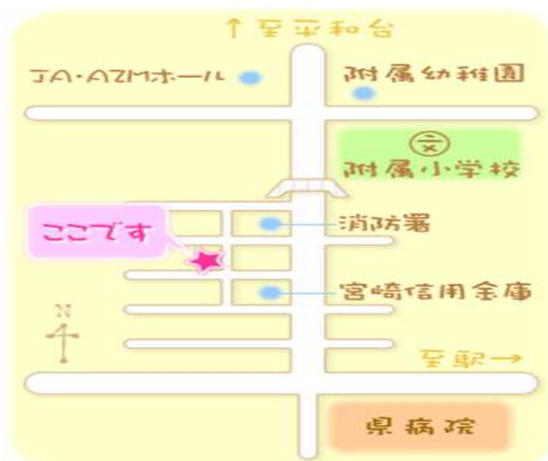 ↑至平和台
JA・AZMホール
附属幼稚園
文
附属小学校
消防署
ここです
宮崎信用金庫
N
至駅→
県病院